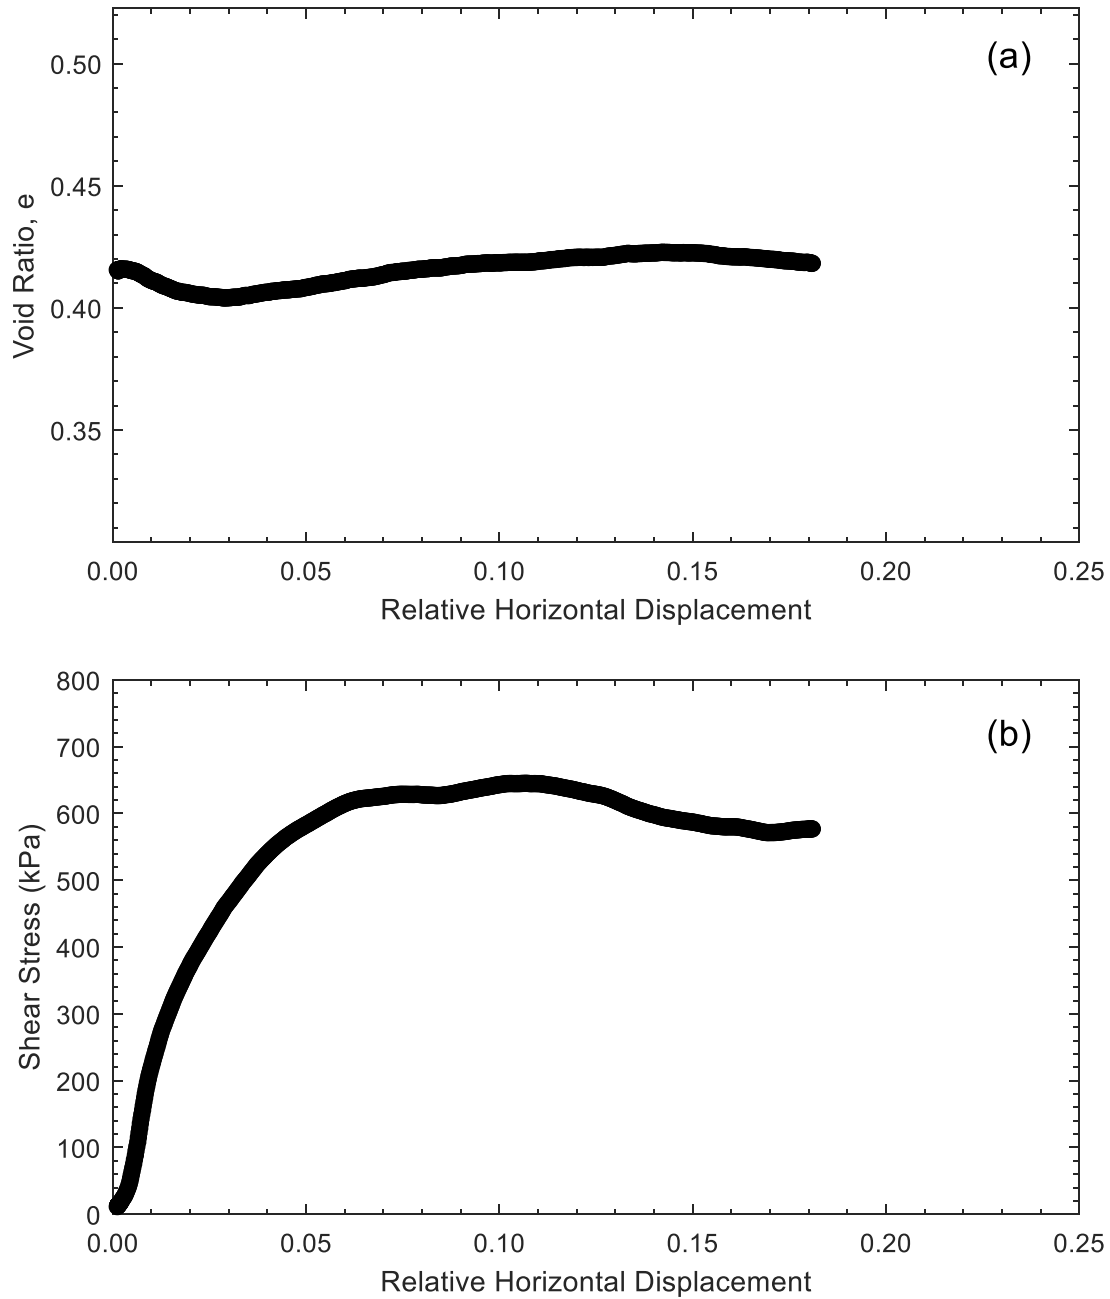 (a)
0.50
0.45
0.40
0.35
Void Ratio, e
0.00 0.05 0.10 0.15 0.20 0.25
Relative Horizontal Displacement
(b)
800
700
600
500
400
300
200
100
0
Shear Stress (kPa)
0.00 0.05 0.10 0.15 0.20 0.25
Relative Horizontal Displacement